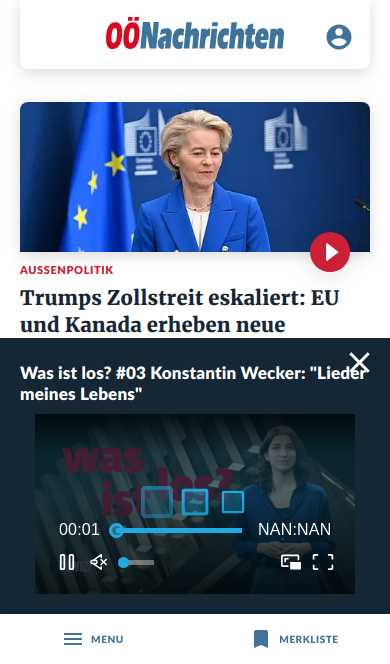 OÖNachrichten
AUSSENPOLITIK
Trumps Zollstreit eskaliert: EU
und Kanada erheben neue
Was ist los? #03 Konstantin Wecker: "Lieder
meines Lebens"
was
ist los?
00:01
NAN:NAN
MENU
MERKLISTE